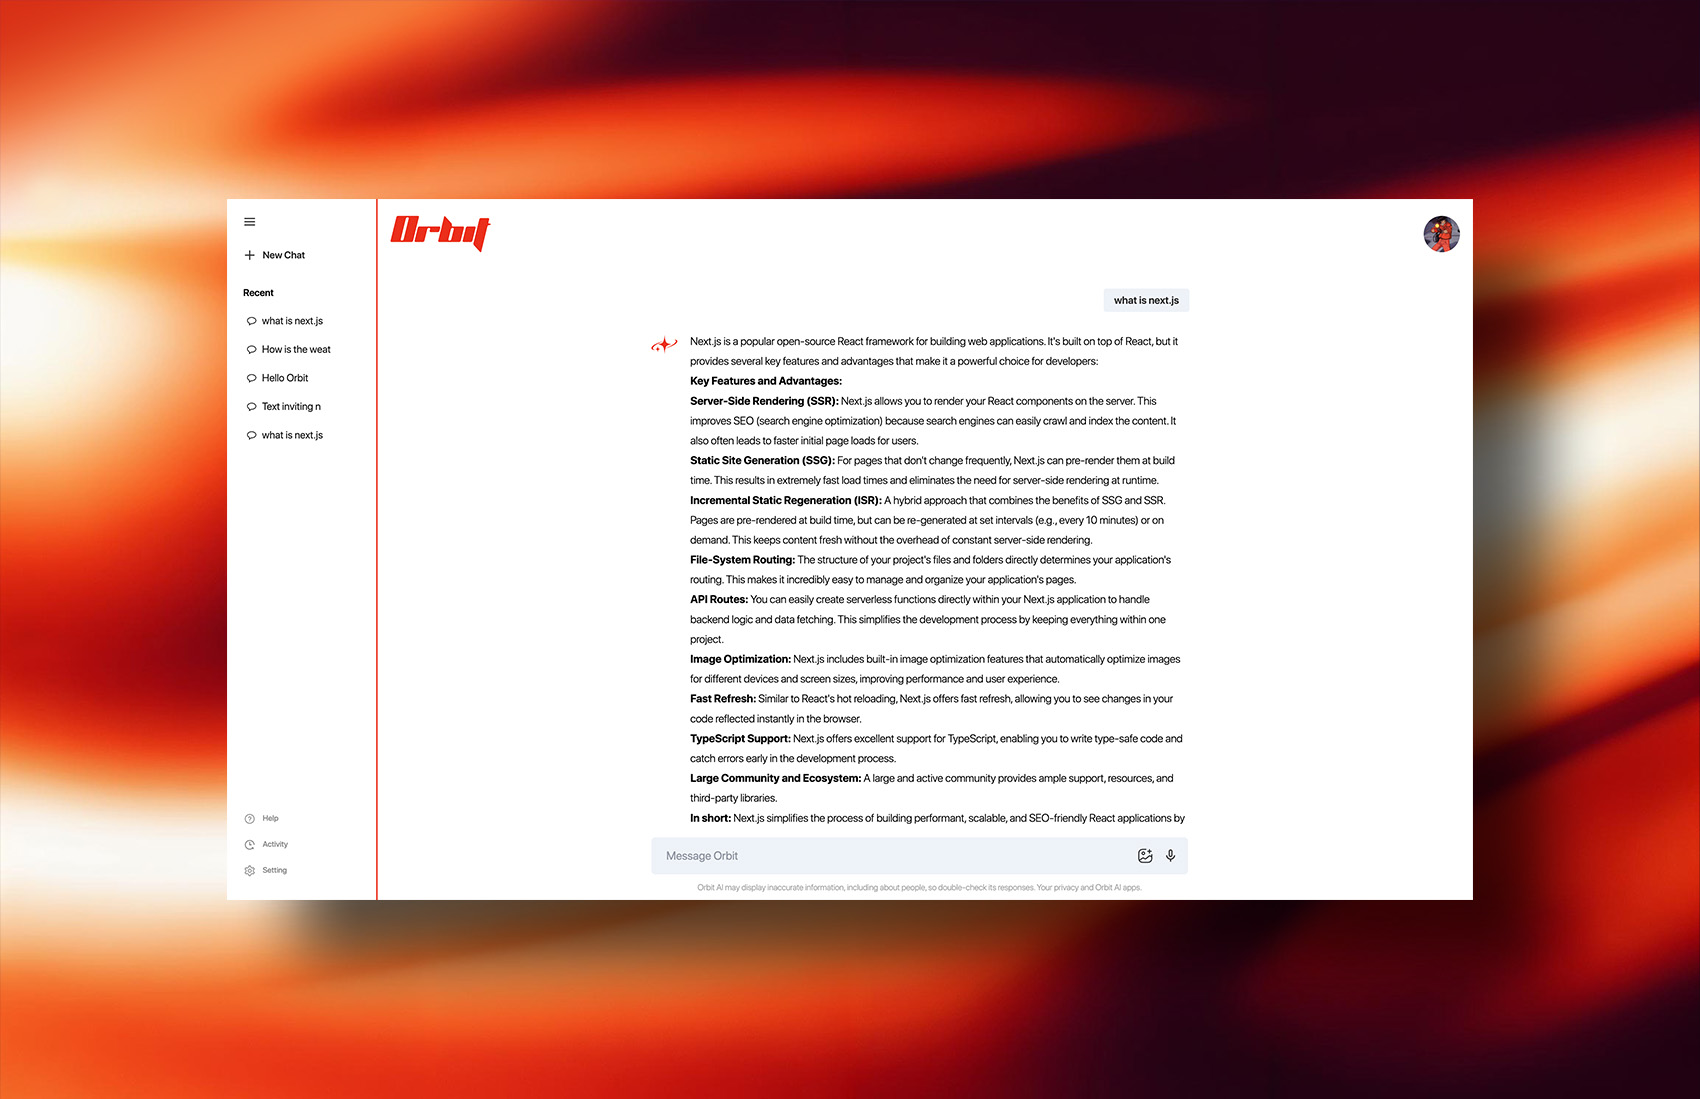 Orbit
New Chat
Recent
what is next.js
How is the weat
Hello Orbit
Text inviting n
what is next.js
Help
Activity
Setting
what is next.js
Next.js is a popular open-source React framework for building web applications. It's built on top of React, but it
provides several key features and advantages that make it a powerful choice for developers:
Key Features and Advantages:
Server-Side Rendering (SSR): Next.js allows you to render your React components on the server. This
improves SEO (search engine optimization) because search engines can easily crawl and index the content. It
also often leads to faster initial page loads for users.
Static Site Generation (SSG): For pages that don't change frequently, Next.js can pre-render them at build
time. This results in extremely fast load times and eliminates the need for server-side rendering at runtime.
Incremental Static Regeneration (ISR): A hybrid approach that combines the benefits of SSG and SSR.
Pages are pre-rendered at build time, but can be re-generated at set intervals (e.g., every 10 minutes) or on
demand. This keeps content fresh without the overhead of constant server-side rendering.
File-System Routing: The structure of your project's files and folders directly determines your application's
routing. This makes it incredibly easy to manage and organize your application's pages.
API Routes: You can easily create serverless functions directly within your Next.js application to handle
backend logic and data fetching. This simplifies the development process by keeping everything within one
project.
Image Optimization: Next.js includes built-in image optimization features that automatically optimize images
for different devices and screen sizes, improving performance and user experience.
Fast Refresh: Similar to React's hot reloading, Next.js offers fast refresh, allowing you to see changes in your
code reflected instantly in the browser.
TypeScript Support: Next.js offers excellent support for TypeScript, enabling you to write type-safe code and
catch errors early in the development process.
Large Community and Ecosystem: A large and active community provides ample support, resources, and
third-party libraries.
In short: Next.js simplifies the process of building performant, scalable, and SEO-friendly React applications by
Message Orbit
Orbit AI may display inaccurate information, including about people, so double-check its responses. Your privacy and Orbit AI apps.